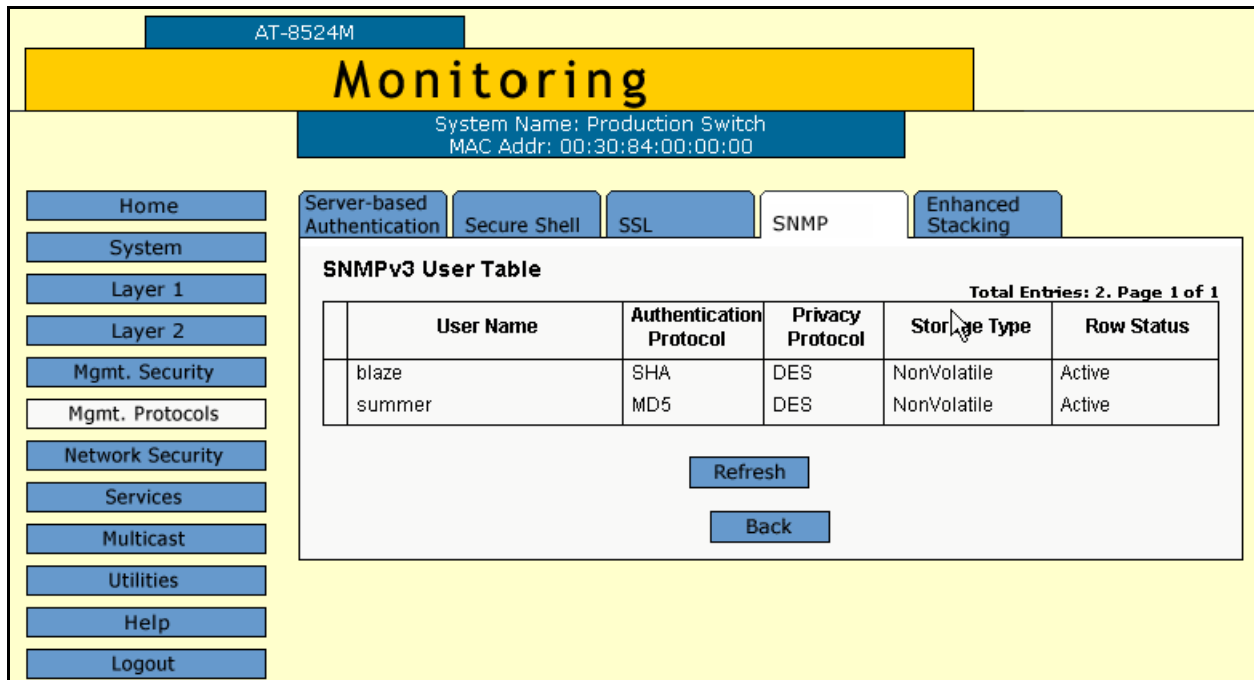 AT-8524M
Monitoring
System Name: Production Switch
MAC Addr: 00:30:84:00:00:00
Home
System
Layer 1
Layer 2
Mgmt. Security
Mgmt. Protocols
Network Security
Services
Multicast
Utilities
Help
Logout
Server-based
Authentication
Secure Shell
SSL
SNMP
Enhanced
Stacking
SNMPv3 User Table
Total Entries: 2. Page 1 of 1
User Name
Authentication
Protocol
Privacy
Protocol
Storage Type
Row Status
blaze SHA DES NonVolatile Active
summer MD5 DES NonVolatile Active
Refresh
Back